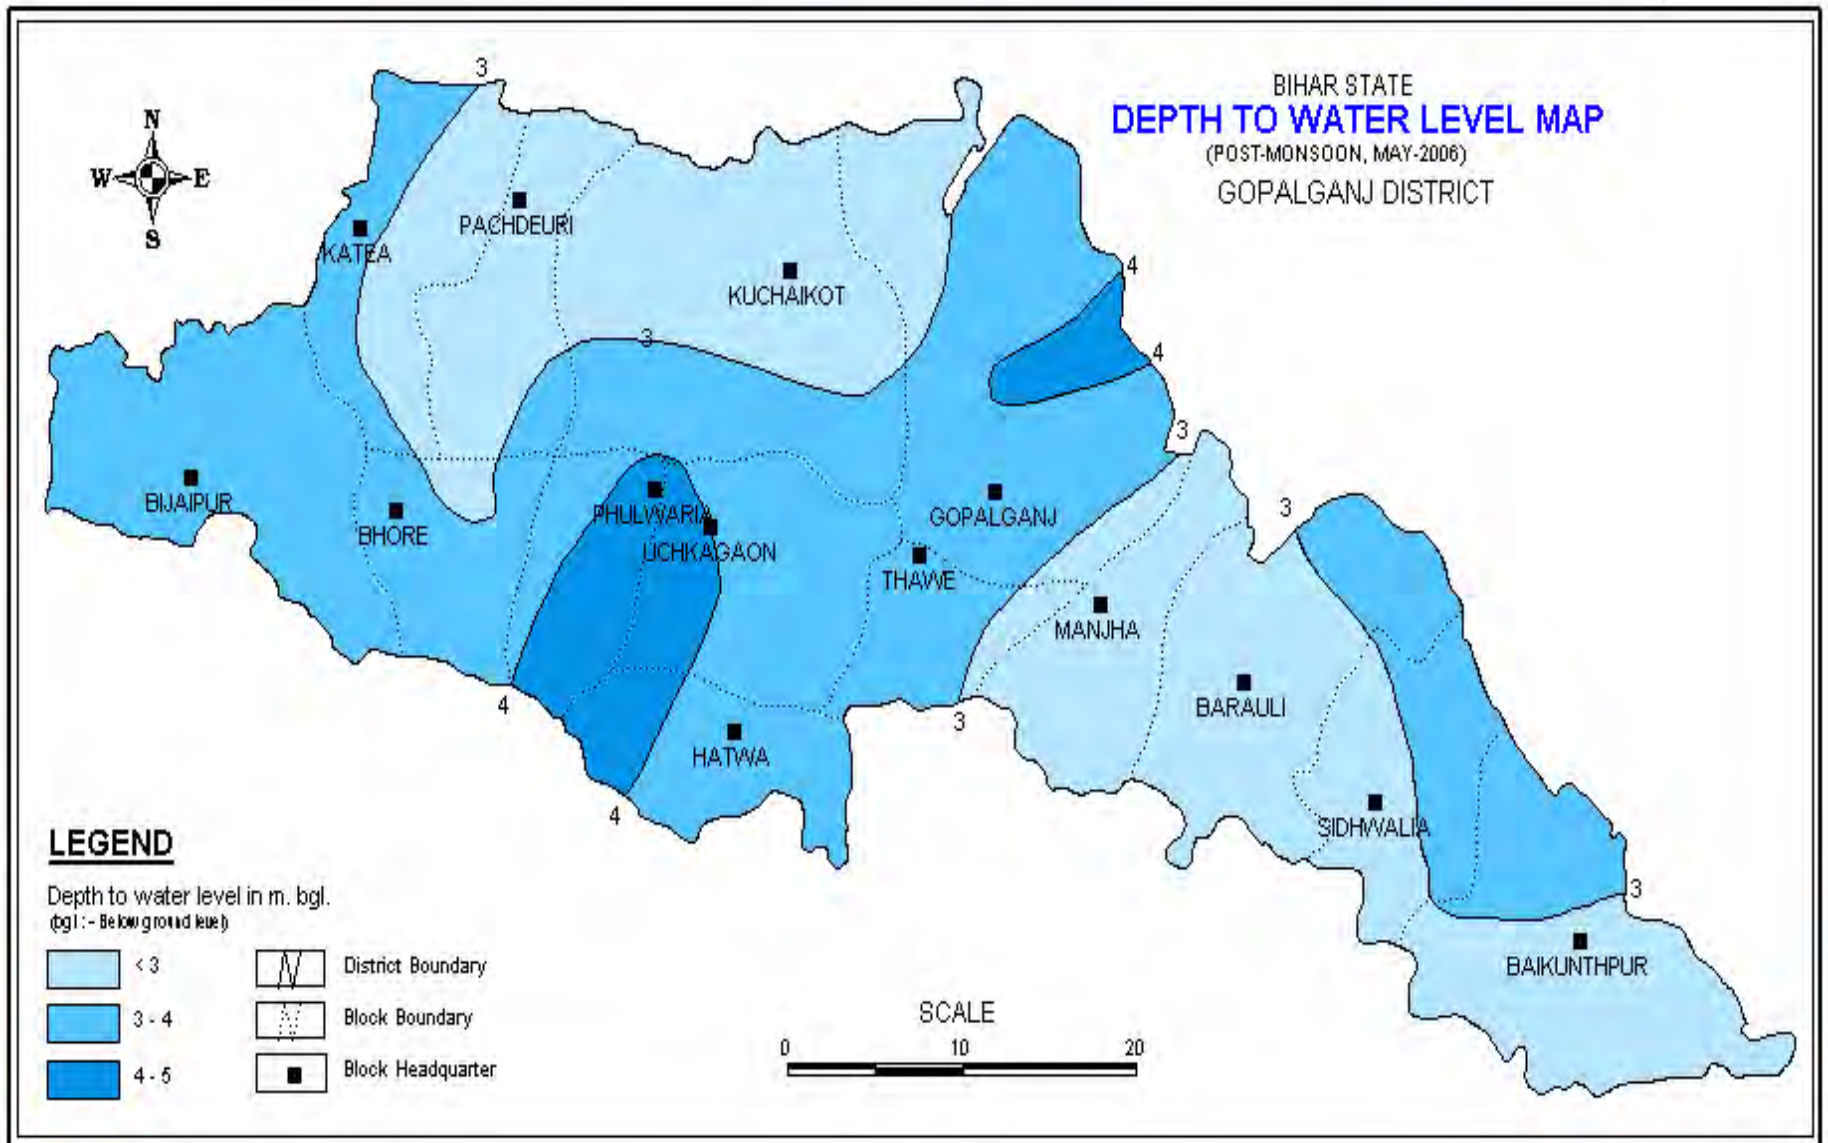 BIHAR STATE
DEPTH TO WATER LEVEL MAP
(POST-MONSOON, MAY-2006)
GOPALGANJ DISTRICT
N
W E
S
3
PACHDEURI
KATEA
KUCHAIKOT
4
3
4
3
BIJAIPUR
BHORE
PHULWARIA
UCHKAGAON
GOPALGANJ
THAWE
3
MANJHA
BARAULI
4
3
HATWA
4
SIDHWALIA
3
BAIKUNTHPUR
LEGEND
Depth to water level in m. bgl.
(bgl :- Below ground level)
< 3
District Boundary
3 - 4
Block Boundary
4 - 5
Block Headquarter
SCALE
0 10 20